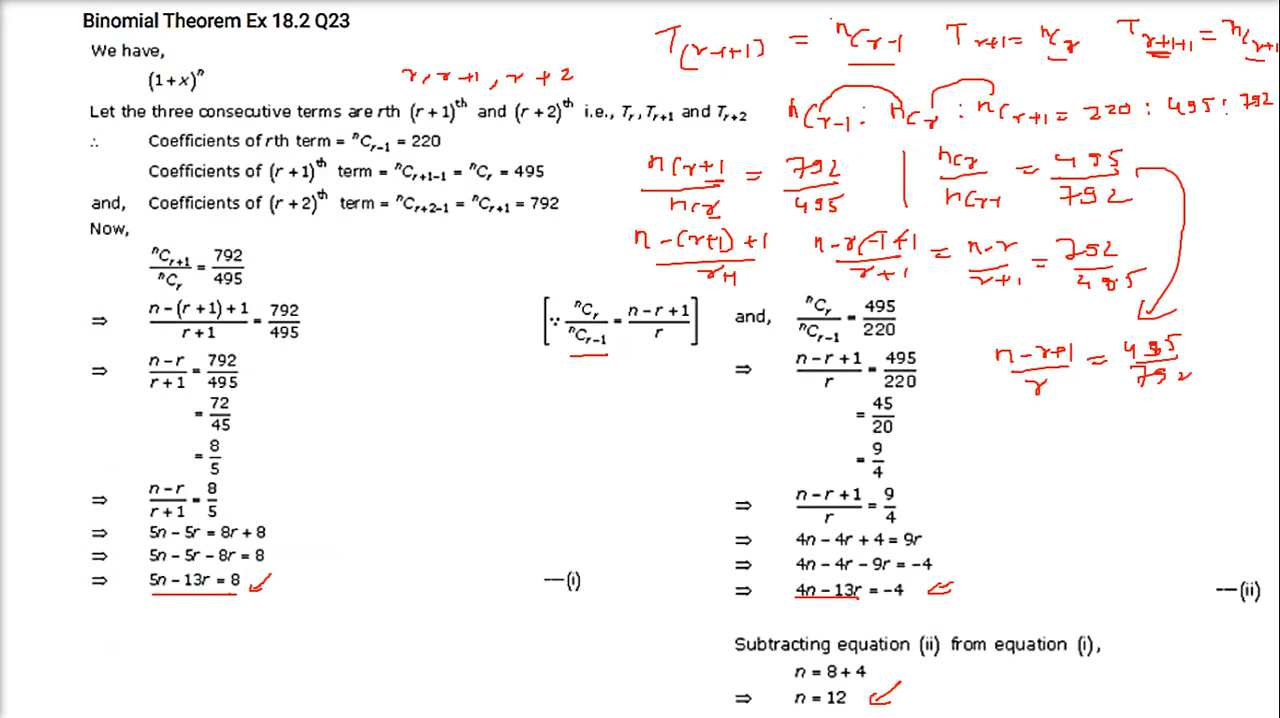 Binomial Theorem Ex 18.2 Q23
We have,
(1+x)ⁿ
r, r+1, r+2
T(r-1+1) = ⁿCr-1   Tr+1 = ⁿCr   Tr+1+1 = ⁿCr+1
Let the three consecutive terms are rth (r+1)ᵗʰ and (r+2)ᵗʰ i.e., Tr, Tr+1 and Tr+2
ⁿCr-1 : ⁿCr : ⁿCr+1 = 220 : 495 : 792
∴ Coefficients of rth term = ⁿCr-1 = 220
Coefficients of (r+1)ᵗʰ term = ⁿCr+1-1 = ⁿCr = 495
and, Coefficients of (r+2)ᵗʰ term = ⁿCr+2-1 = ⁿCr+1 = 792
ⁿCr+1/ⁿCr = 792/495 | ⁿCr/ⁿCr-1 = 495/792
n-(r+1)+1/r+1   n-r(-1+1/r+1 = n-r/r+1 = 792/495
n-r+1/r = 495/792
Now,
ⁿCr+1/ⁿCr = 792/495
⇒ n-(r+1)+1/r+1 = 792/495   [∵ ⁿCr/ⁿCr-1 = n-r+1/r]
⇒ n-r/r+1 = 792/495
= 72/45
= 8/5
⇒ n-r/r+1 = 8/5
⇒ 5n-5r = 8r+8
⇒ 5n-5r-8r = 8
⇒ 5n-13r = 8   ---(i)
and, ⁿCr/ⁿCr-1 = 495/220
⇒ n-r+1/r = 495/220
= 45/20
= 9/4
⇒ n-r+1/r = 9/4
⇒ 4n-4r+4 = 9r
⇒ 4n-4r-9r = -4
⇒ 4n-13r = -4   ---(ii)
Subtracting equation (ii) from equation (i),
n = 8+4
⇒ n = 12